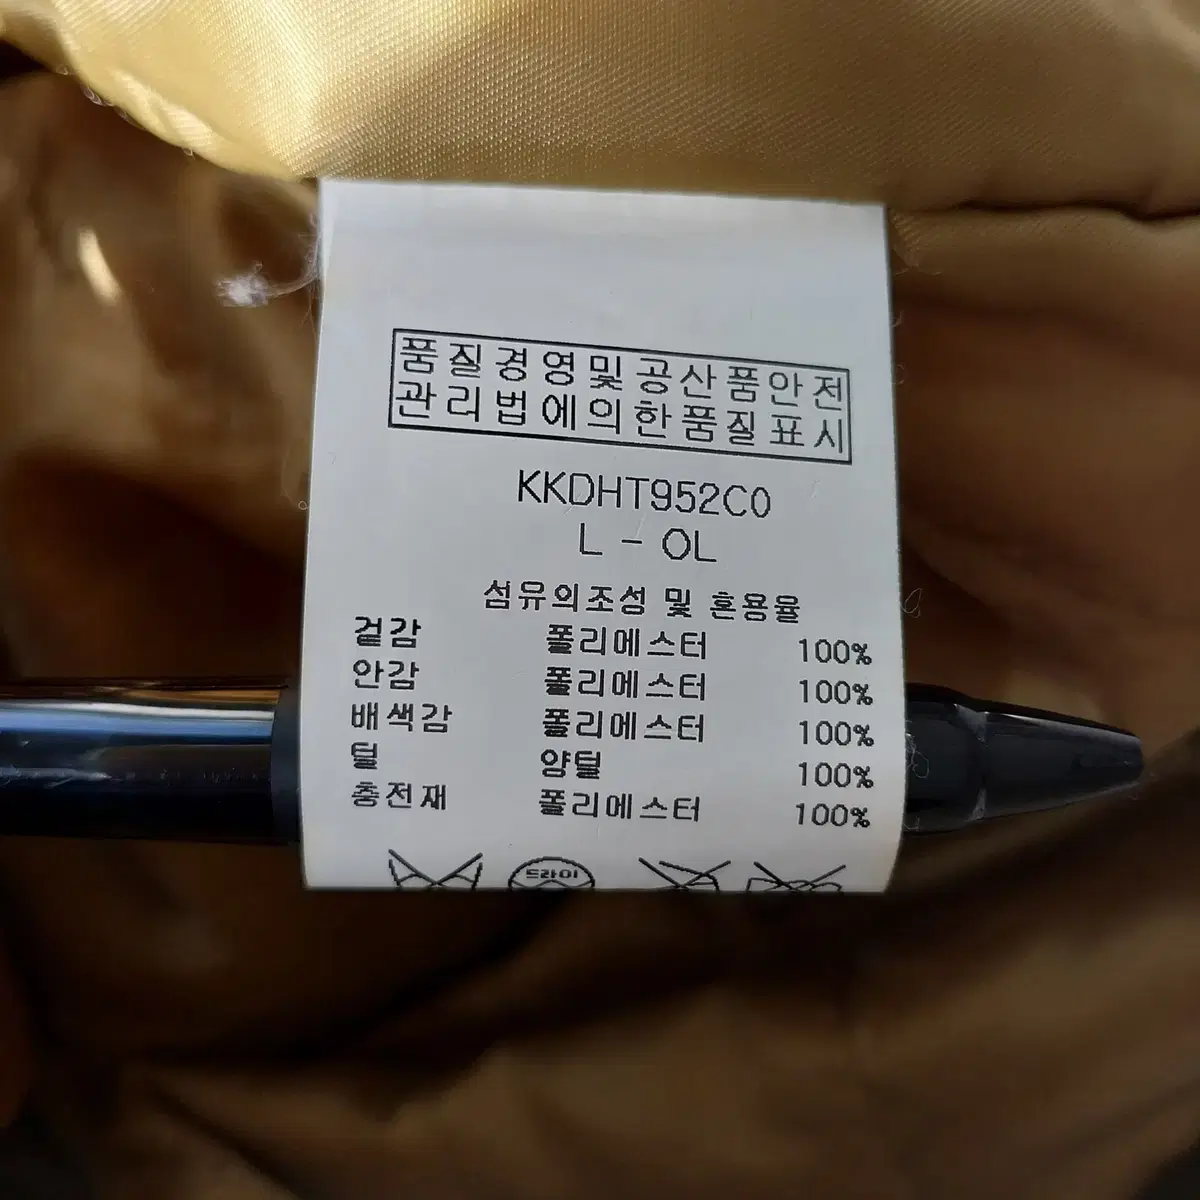 품질경영및공산품안전
관리법에의한품질표시
KKDHT952C0
L - OL
섬유의조성 및 혼용율
겉감 폴리에스터 100%
안감 폴리에스터 100%
배색감 폴리에스터 100%
털 양털 100%
충전재 폴리에스터 100%
드라이